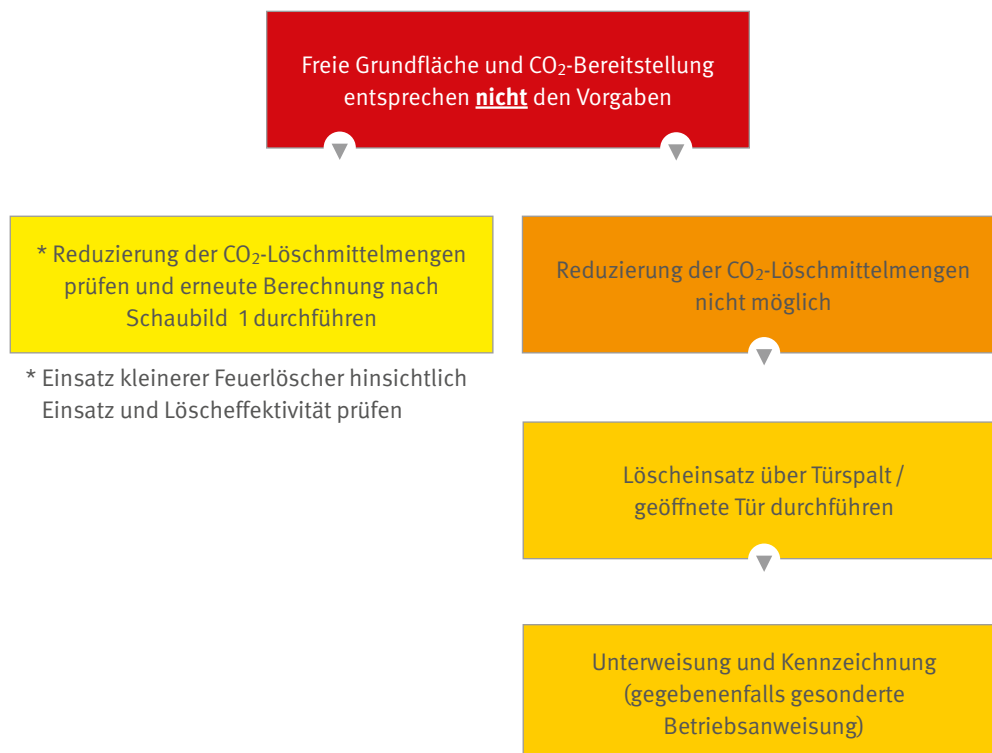 Freie Grundfläche und CO₂-Bereitstellung
entsprechen nicht den Vorgaben
* Reduzierung der CO₂-Löschmittelmengen
prüfen und erneute Berechnung nach
Schaubild 1 durchführen
* Einsatz kleinerer Feuerlöscher hinsichtlich
Einsatz und Löscheffektivität prüfen
Reduzierung der CO₂-Löschmittelmengen
nicht möglich
Löscheinsatz über Türspalt /
geöffnete Tür durchführen
Unterweisung und Kennzeichnung
(gegebenenfalls gesonderte
Betriebsanweisung)